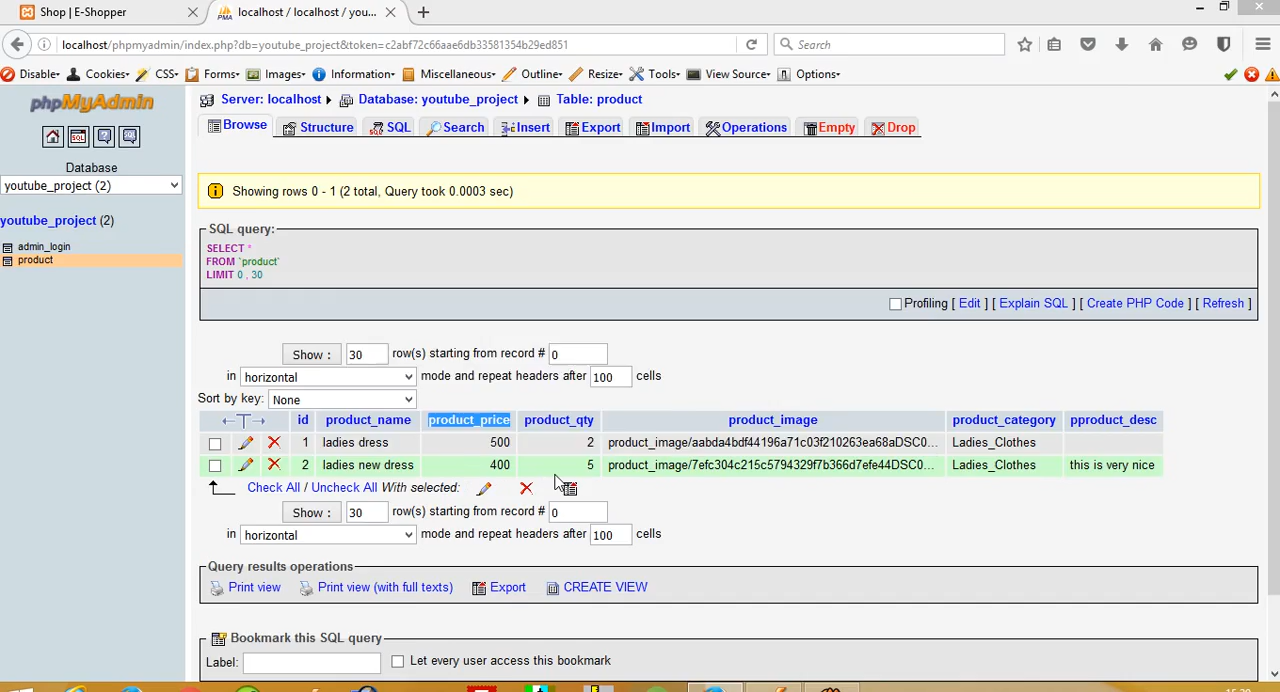 Shop | E-Shopper
localhost / localhost / you...
localhost/phpmyadmin/index.php?db=youtube_project&token=c2abf72c66aae6db33581354b29ed851
Search
Disable Cookies CSS Forms Images Information Miscellaneous Outline Resize Tools View Source Options
phpMyAdmin
Server: localhost Database: youtube_project Table: product
Browse Structure SQL Search Insert Export Import Operations Empty Drop
Database
youtube_project (2)
youtube_project (2)
admin_login
product
Showing rows 0 - 1 (2 total, Query took 0.0003 sec)
SQL query:
SELECT *
FROM `product`
LIMIT 0 , 30
Profiling [ Edit ] [ Explain SQL ] [ Create PHP Code ] [ Refresh ]
Show : 30 row(s) starting from record # 0
in horizontal mode and repeat headers after 100 cells
Sort by key: None
←T→ id product_name product_price product_qty product_image product_category pproduct_desc
1 ladies dress 500 2 product_image/aabda4bdf44196a71c03f210263ea68aDSC0... Ladies_Clothes
2 ladies new dress 400 5 product_image/7efc304c215c5794329f7b366d7efe44DSC0... Ladies_Clothes this is very nice
Check All / Uncheck All With selected:
Show : 30 row(s) starting from record # 0
in horizontal mode and repeat headers after 100 cells
Query results operations
Print view Print view (with full texts) Export CREATE VIEW
Bookmark this SQL query
Label: Let every user access this bookmark